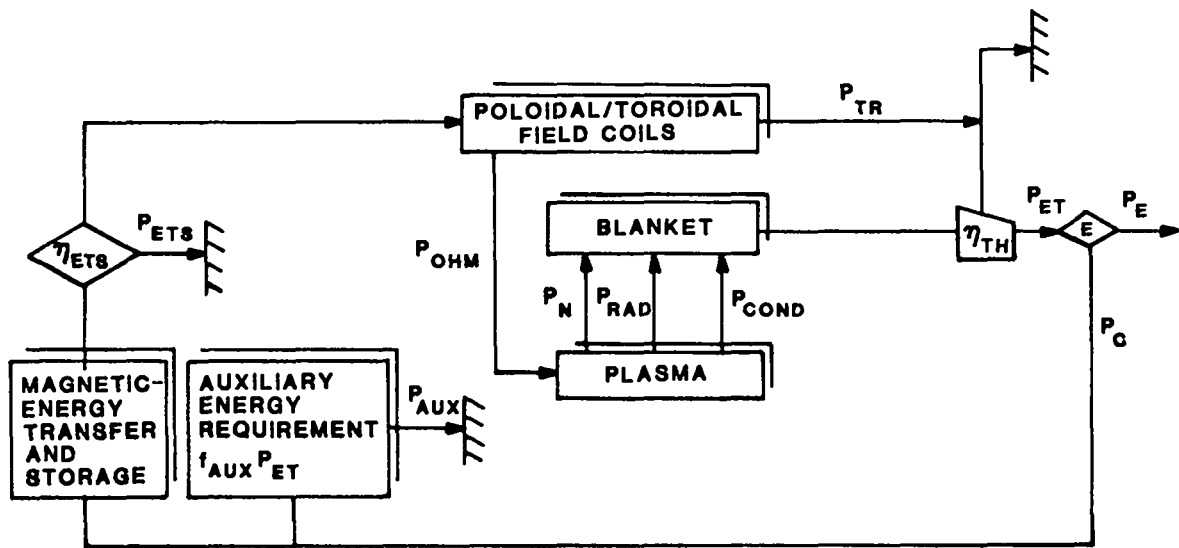 POLOIDAL/TOROIDAL
FIELD COILS
P_TR
BLANKET
P_ET
P_E
E
η_TH
P_ETS
η_ETS
P_OHM
P_N
P_RAD
P_COND
P_C
PLASMA
MAGNETIC-
ENERGY
TRANSFER
AND
STORAGE
AUXILIARY
ENERGY
REQUIREMENT
f_AUX P_ET
P_AUX